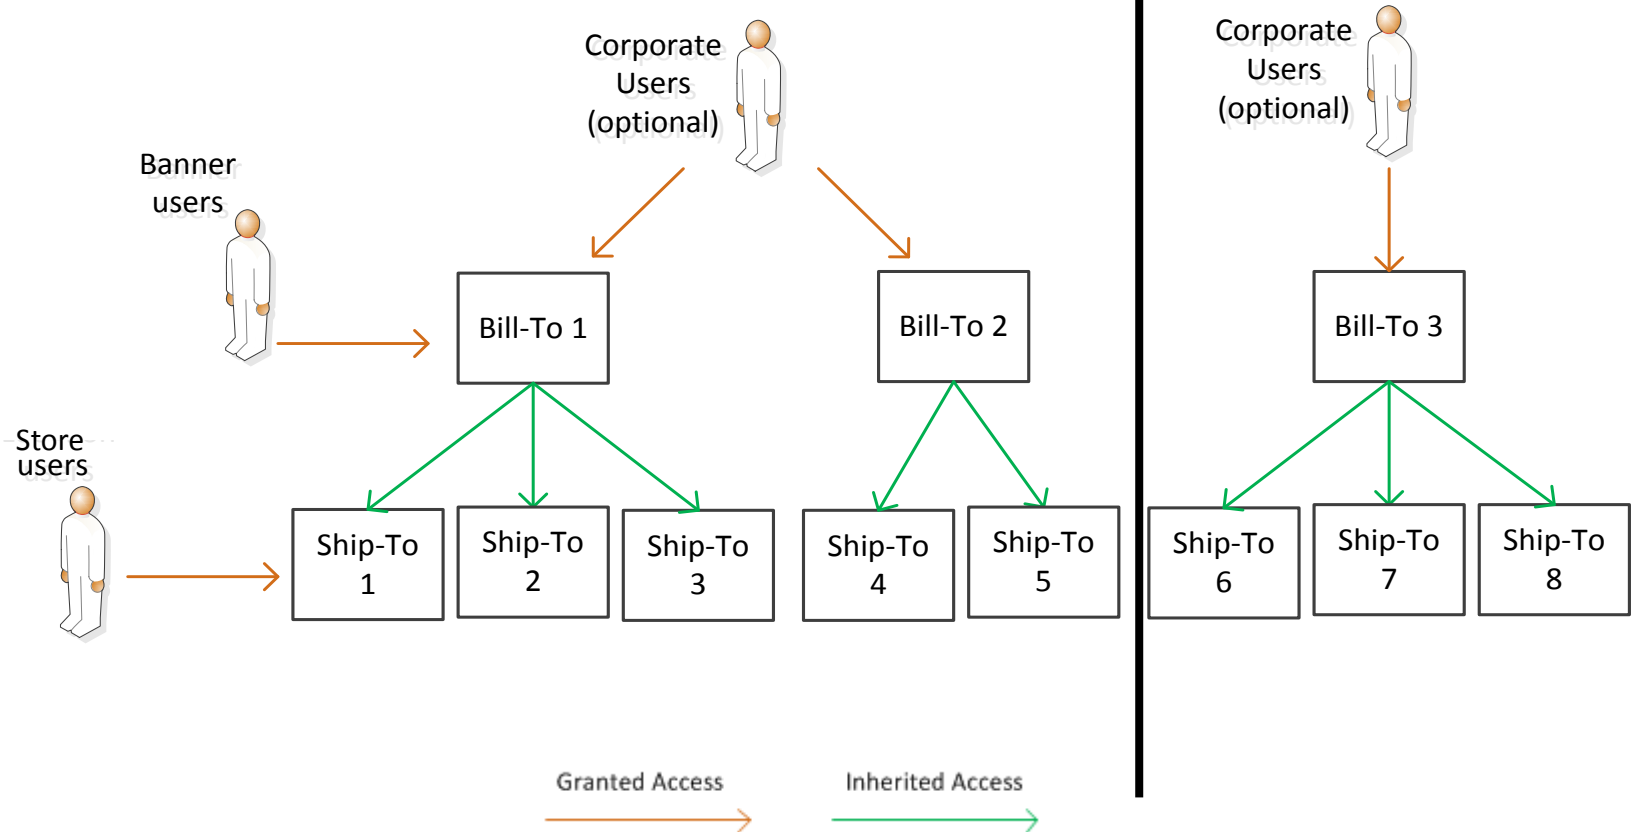 Corporate
Users
(optional)
Corporate
Users
(optional)
Banner
users
Bill-To 1
Bill-To 2
Bill-To 3
Store
users
Ship-To
1
Ship-To
2
Ship-To
3
Ship-To
4
Ship-To
5
Ship-To
6
Ship-To
7
Ship-To
8
Granted Access
Inherited Access